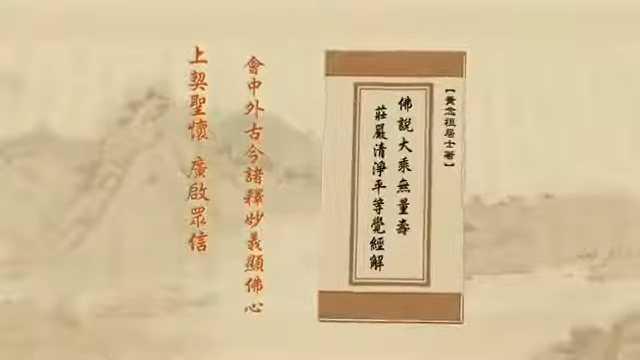 【黃念祖居士著】
佛說大乘無量壽
莊嚴清淨平等覺經解
會中外古今諸釋妙義顯佛心
上契聖懷 廣啟眾信